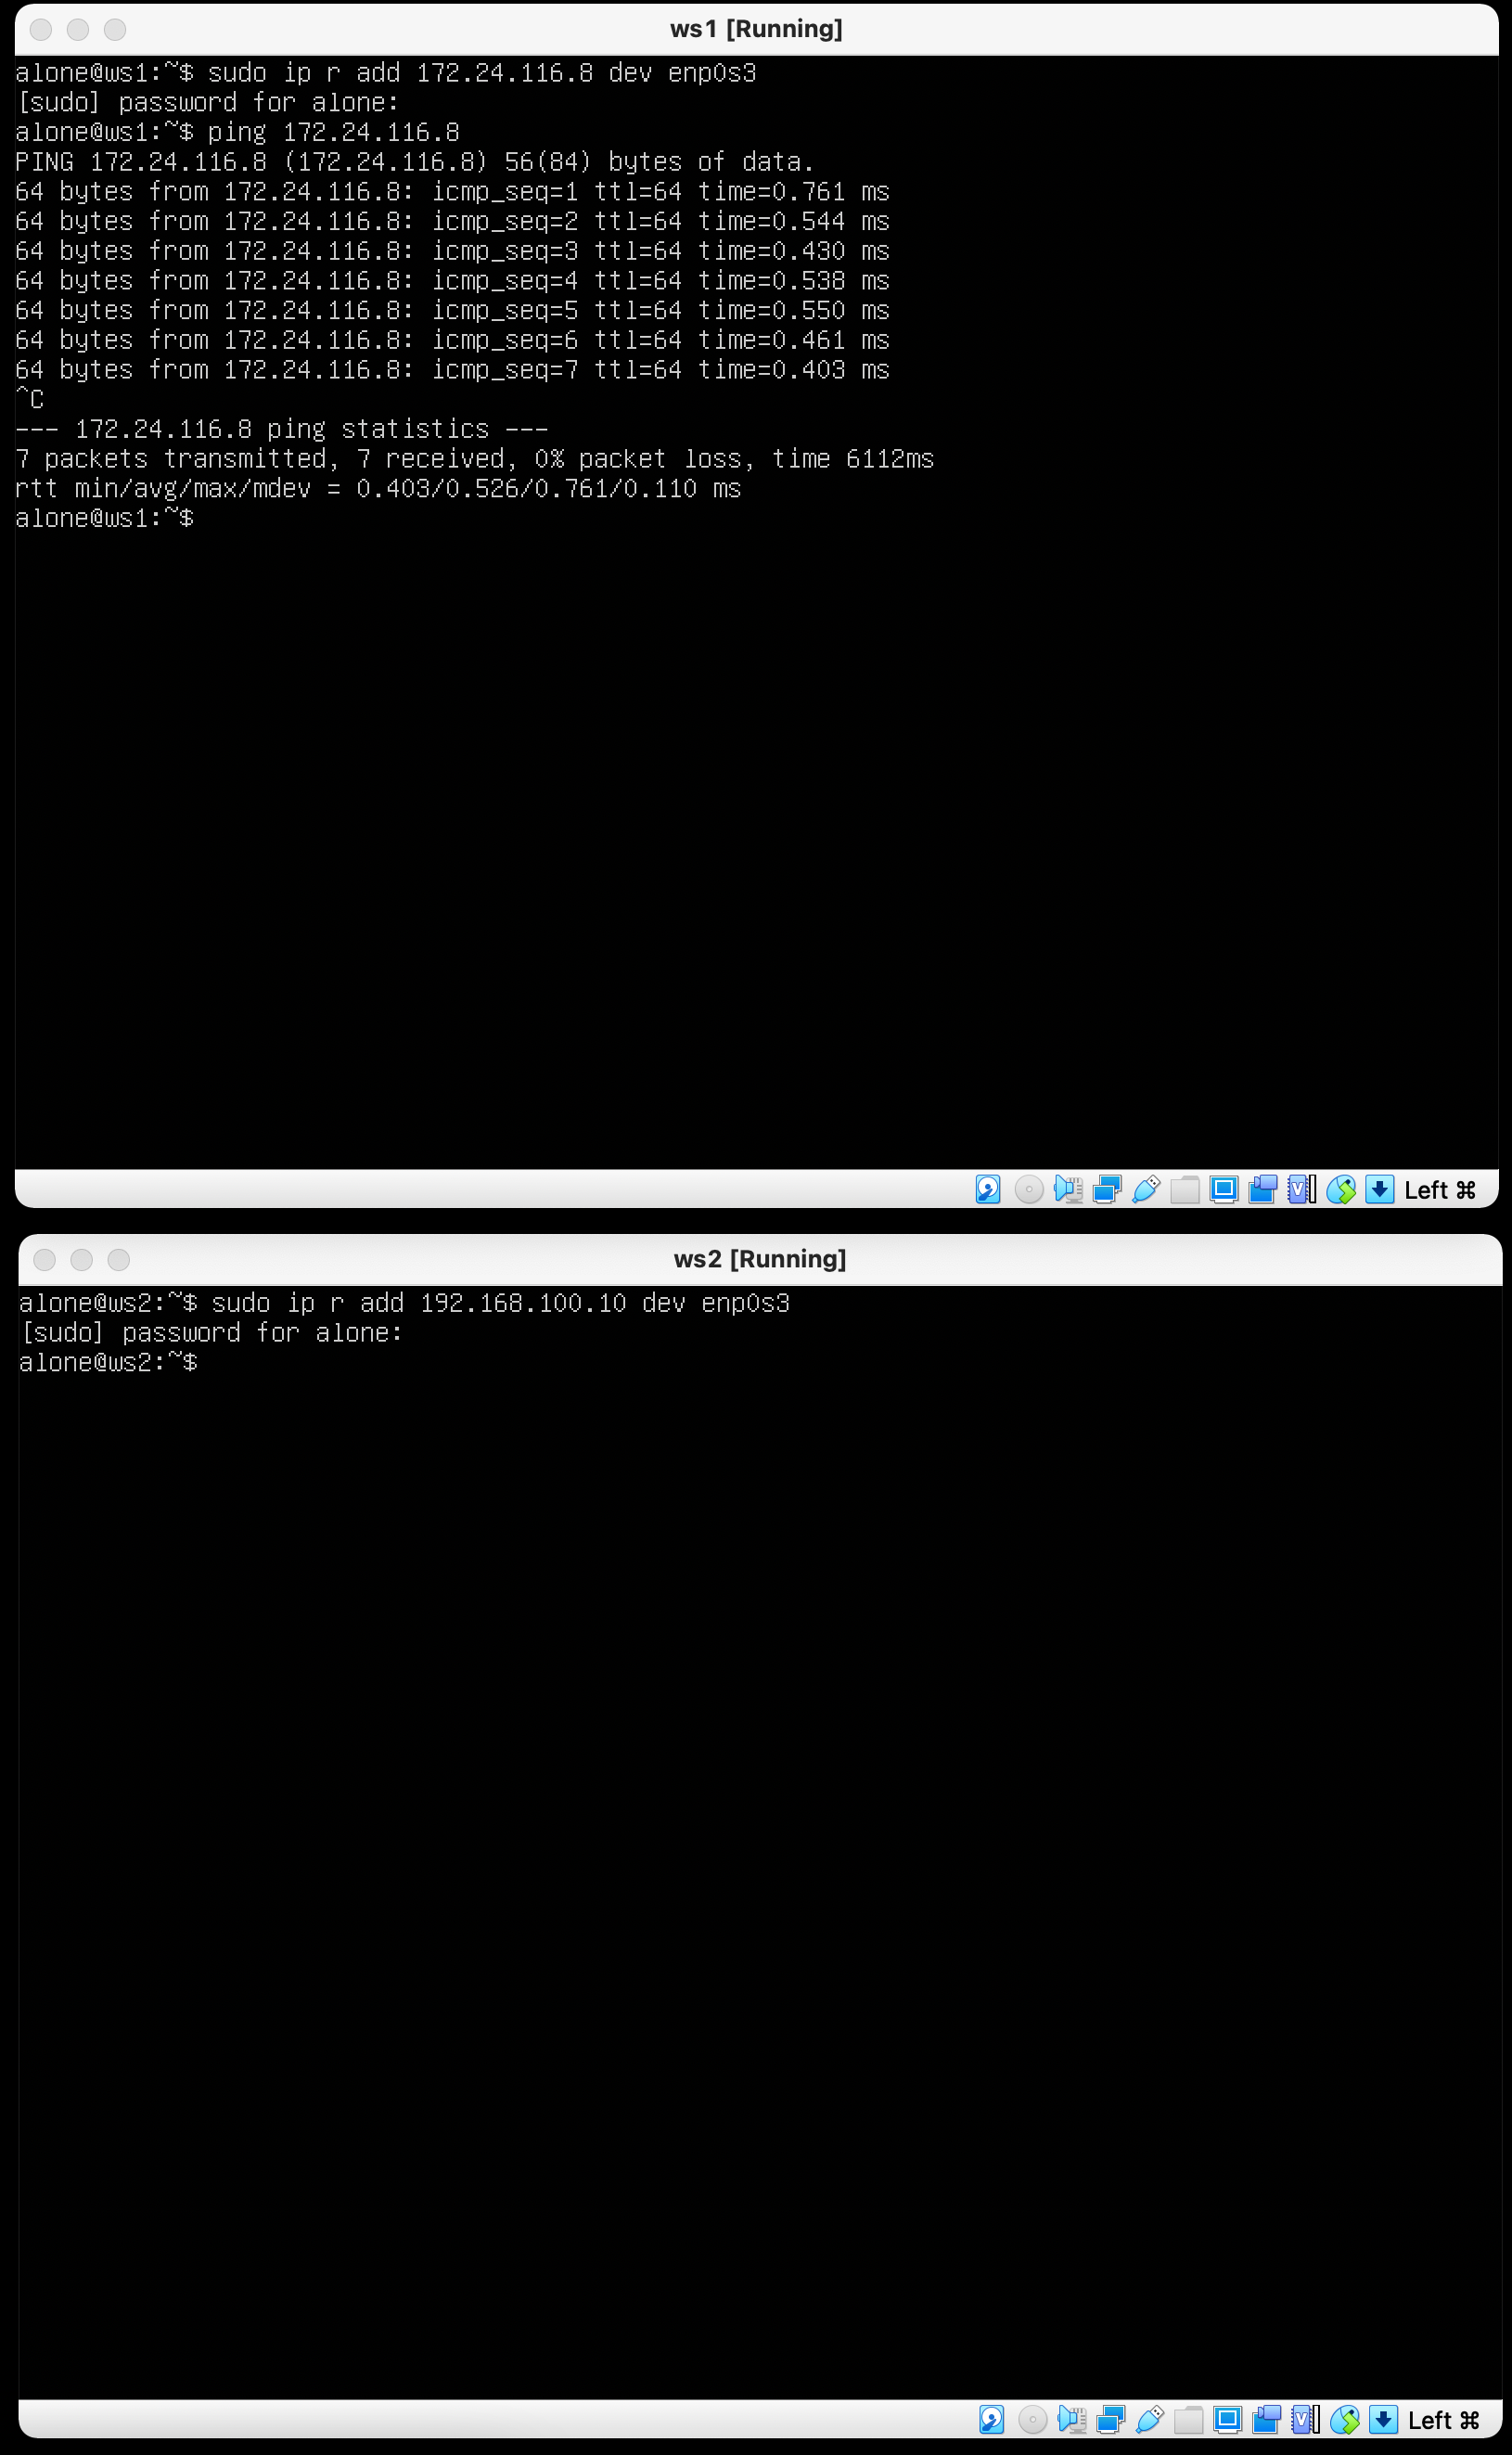 ws1 [Running]
alone@ws1:~$ sudo ip r add 172.24.116.8 dev enp0s3
[sudo] password for alone:
alone@ws1:~$ ping 172.24.116.8
PING 172.24.116.8 (172.24.116.8) 56(84) bytes of data.
64 bytes from 172.24.116.8: icmp_seq=1 ttl=64 time=0.761 ms
64 bytes from 172.24.116.8: icmp_seq=2 ttl=64 time=0.544 ms
64 bytes from 172.24.116.8: icmp_seq=3 ttl=64 time=0.430 ms
64 bytes from 172.24.116.8: icmp_seq=4 ttl=64 time=0.538 ms
64 bytes from 172.24.116.8: icmp_seq=5 ttl=64 time=0.550 ms
64 bytes from 172.24.116.8: icmp_seq=6 ttl=64 time=0.461 ms
64 bytes from 172.24.116.8: icmp_seq=7 ttl=64 time=0.403 ms
^C
--- 172.24.116.8 ping statistics ---
7 packets transmitted, 7 received, 0% packet loss, time 6112ms
rtt min/avg/max/mdev = 0.403/0.526/0.761/0.110 ms
alone@ws1:~$
Left ⌘
ws2 [Running]
alone@ws2:~$ sudo ip r add 192.168.100.10 dev enp0s3
[sudo] password for alone:
alone@ws2:~$
Left ⌘